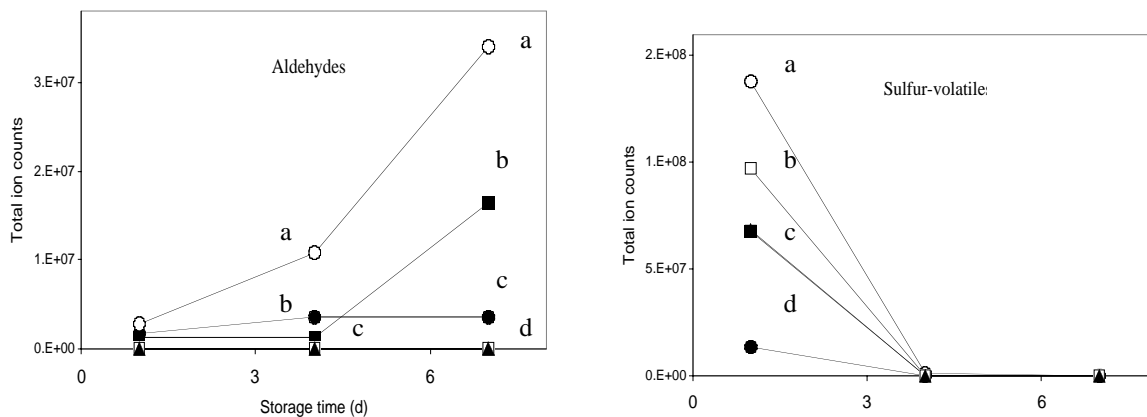 a
Aldehydes
3.E+07
b
2.E+07
Total ion counts
a
1.E+07
c
b
c
d
0.E+00
0
3
6
Storage time (d)
2.E+08
a
Sulfur-volatiles
b
1.E+08
Total ion counts
c
5.E+07
d
0.E+00
0
3
6